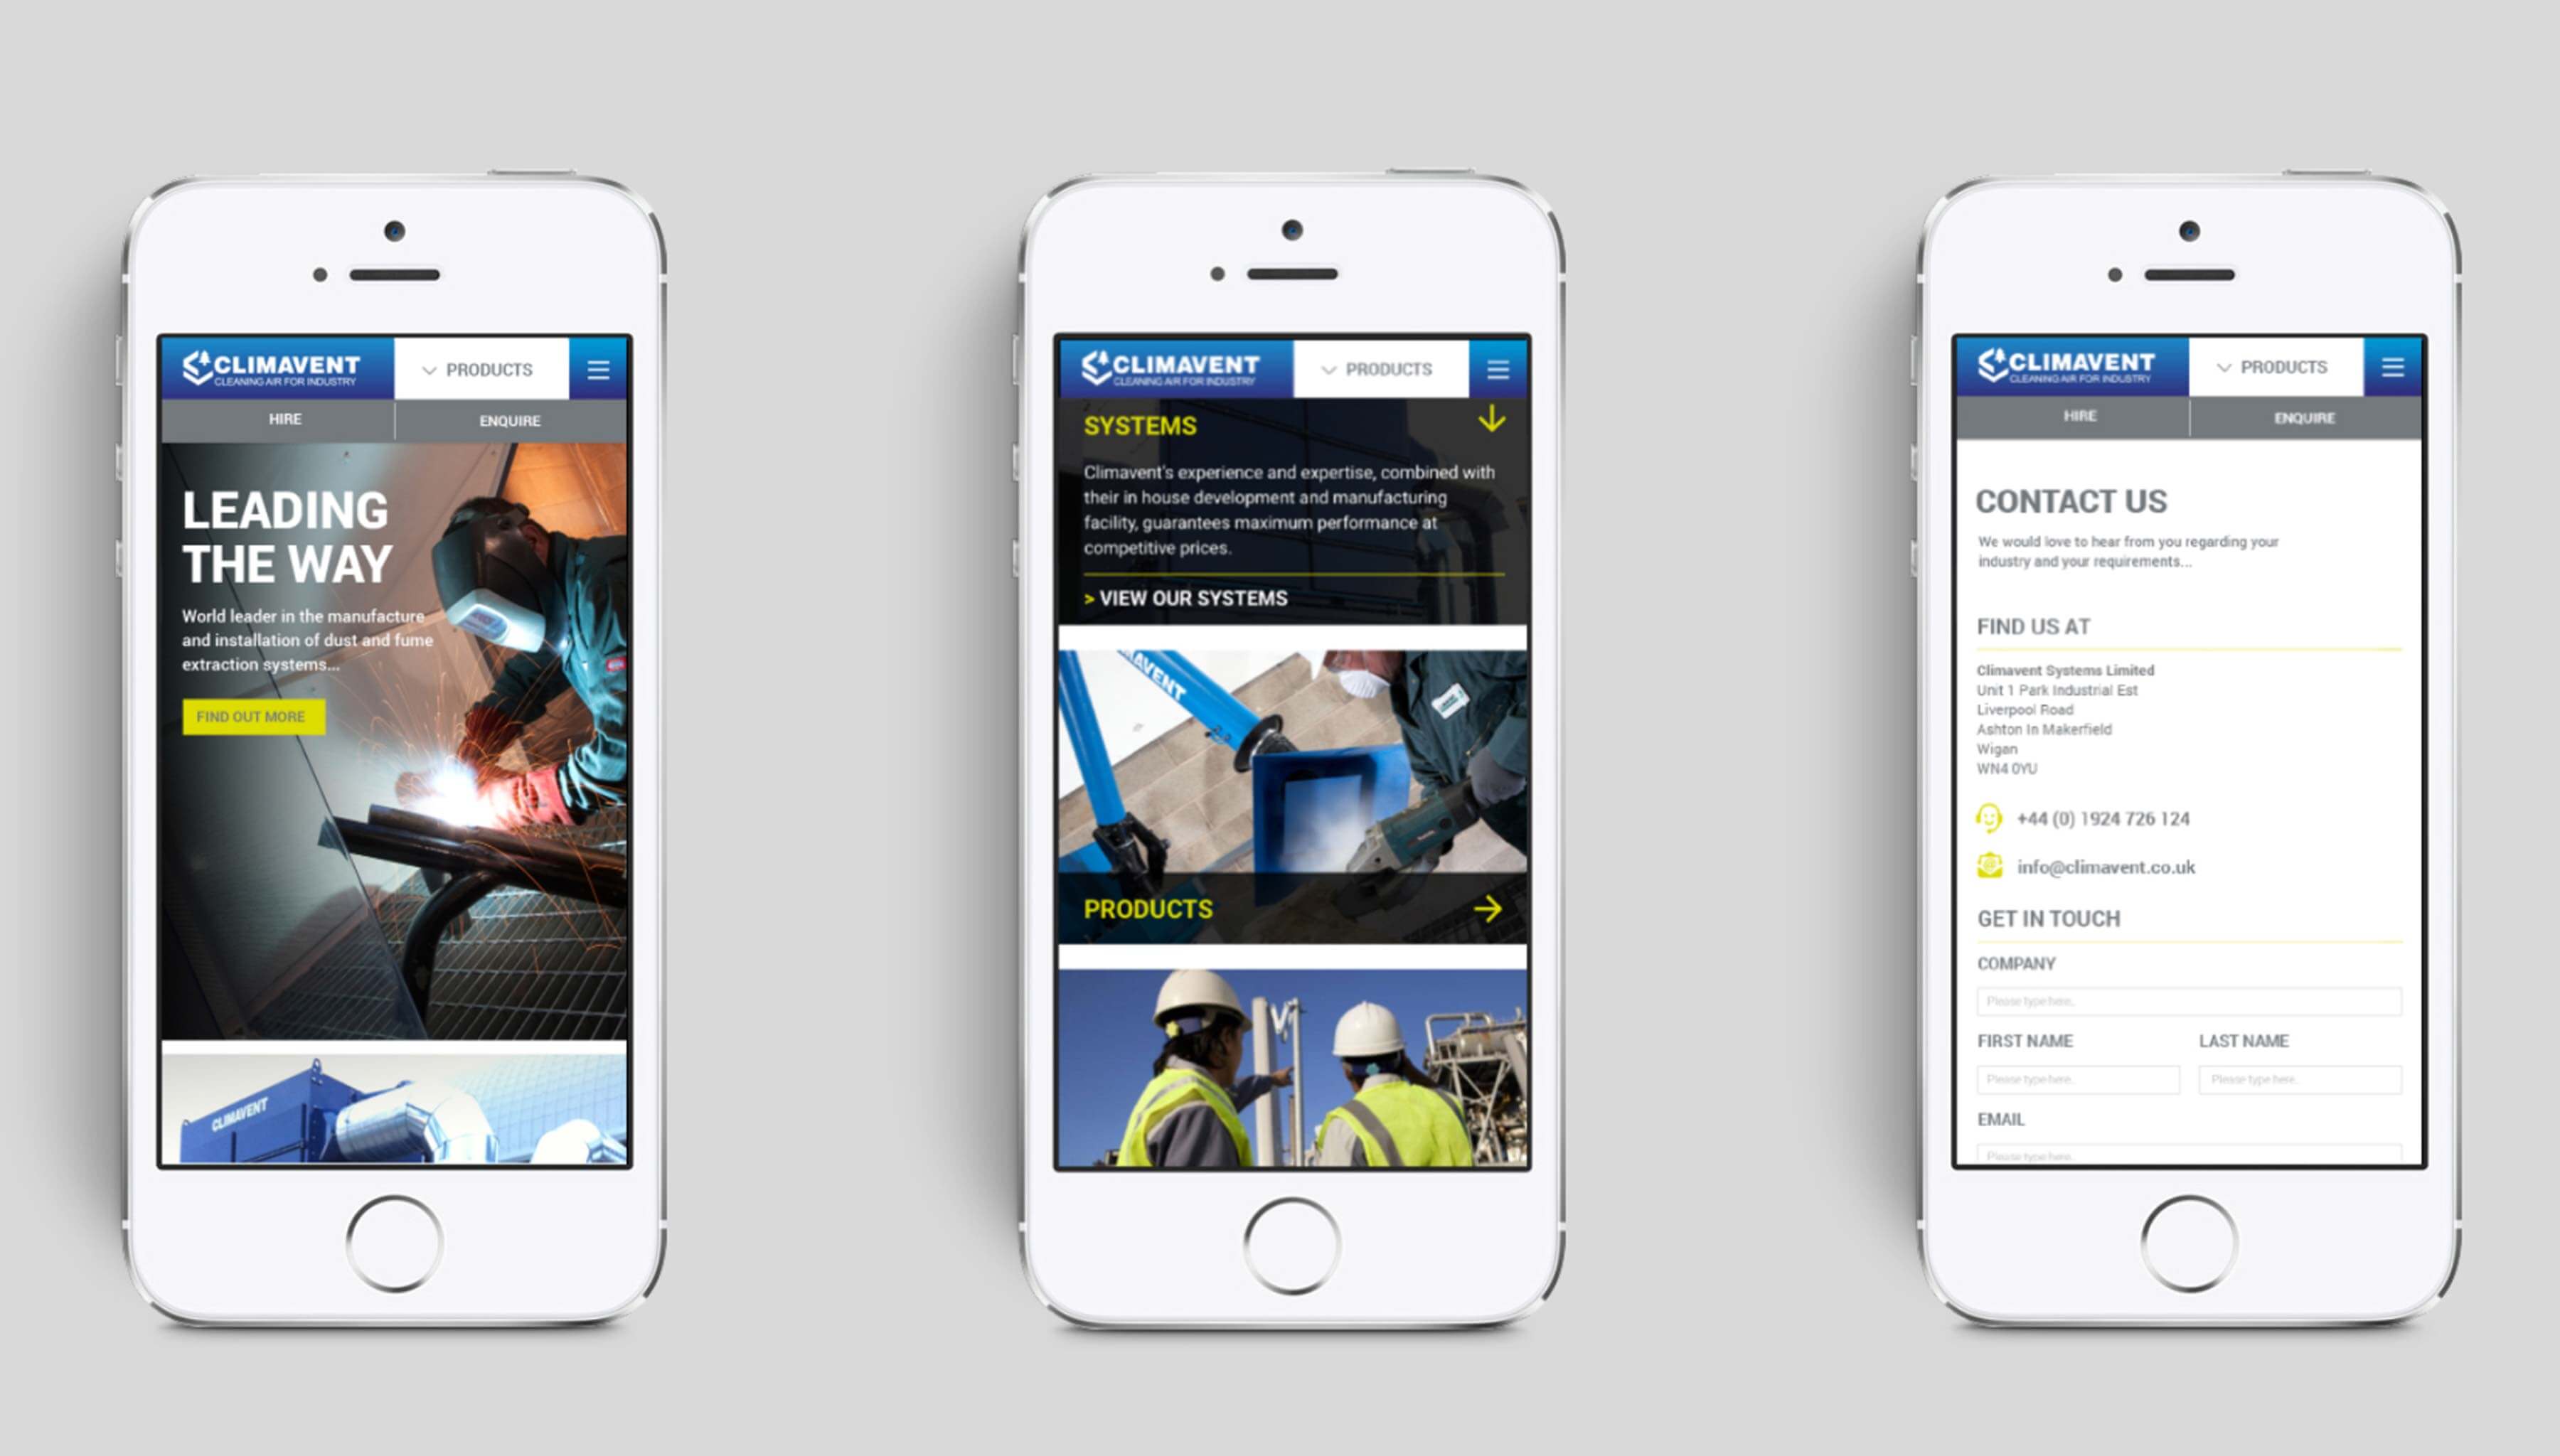 CLIMAVENT
CLEANING AIR FOR INDUSTRY
PRODUCTS
HIRE
ENQUIRE
LEADING
THE WAY
World leader in the manufacture
and installation of dust and fume
extraction systems...
FIND OUT MORE
CLIMAVENT
CLIMAVENT
CLEANING AIR FOR INDUSTRY
PRODUCTS
SYSTEMS
Climavent's experience and expertise, combined with
their in house development and manufacturing
facility, guarantees maximum performance at
competitive prices.
> VIEW OUR SYSTEMS
AVENT
PRODUCTS
CLIMAVENT
CLEANING AIR FOR INDUSTRY
PRODUCTS
HIRE
ENQUIRE
CONTACT US
We would love to hear from you regarding your
industry and your requirements...
FIND US AT
Climavent Systems Limited
Unit 1 Park Industrial Est
Liverpool Road
Ashton In Makerfield
Wigan
WN4 0YU
+44 (0) 1924 726 124
info@climavent.co.uk
GET IN TOUCH
COMPANY
Please type here..
FIRST NAME
LAST NAME
Please type here..
Please type here..
EMAIL
Please type here..